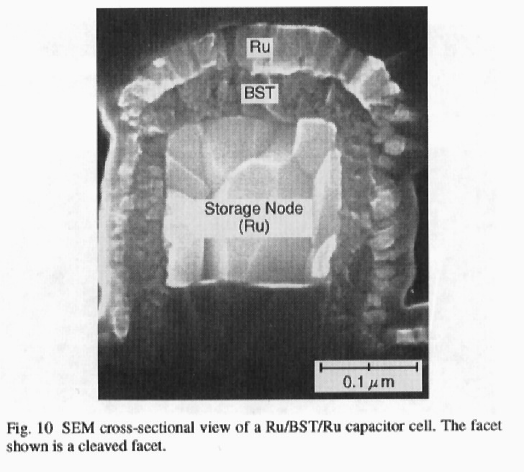 Ru
BST
Storage Node
(Ru)
0.1 μm
Fig. 10 SEM cross-sectional view of a Ru/BST/Ru capacitor cell. The facet
shown is a cleaved facet.